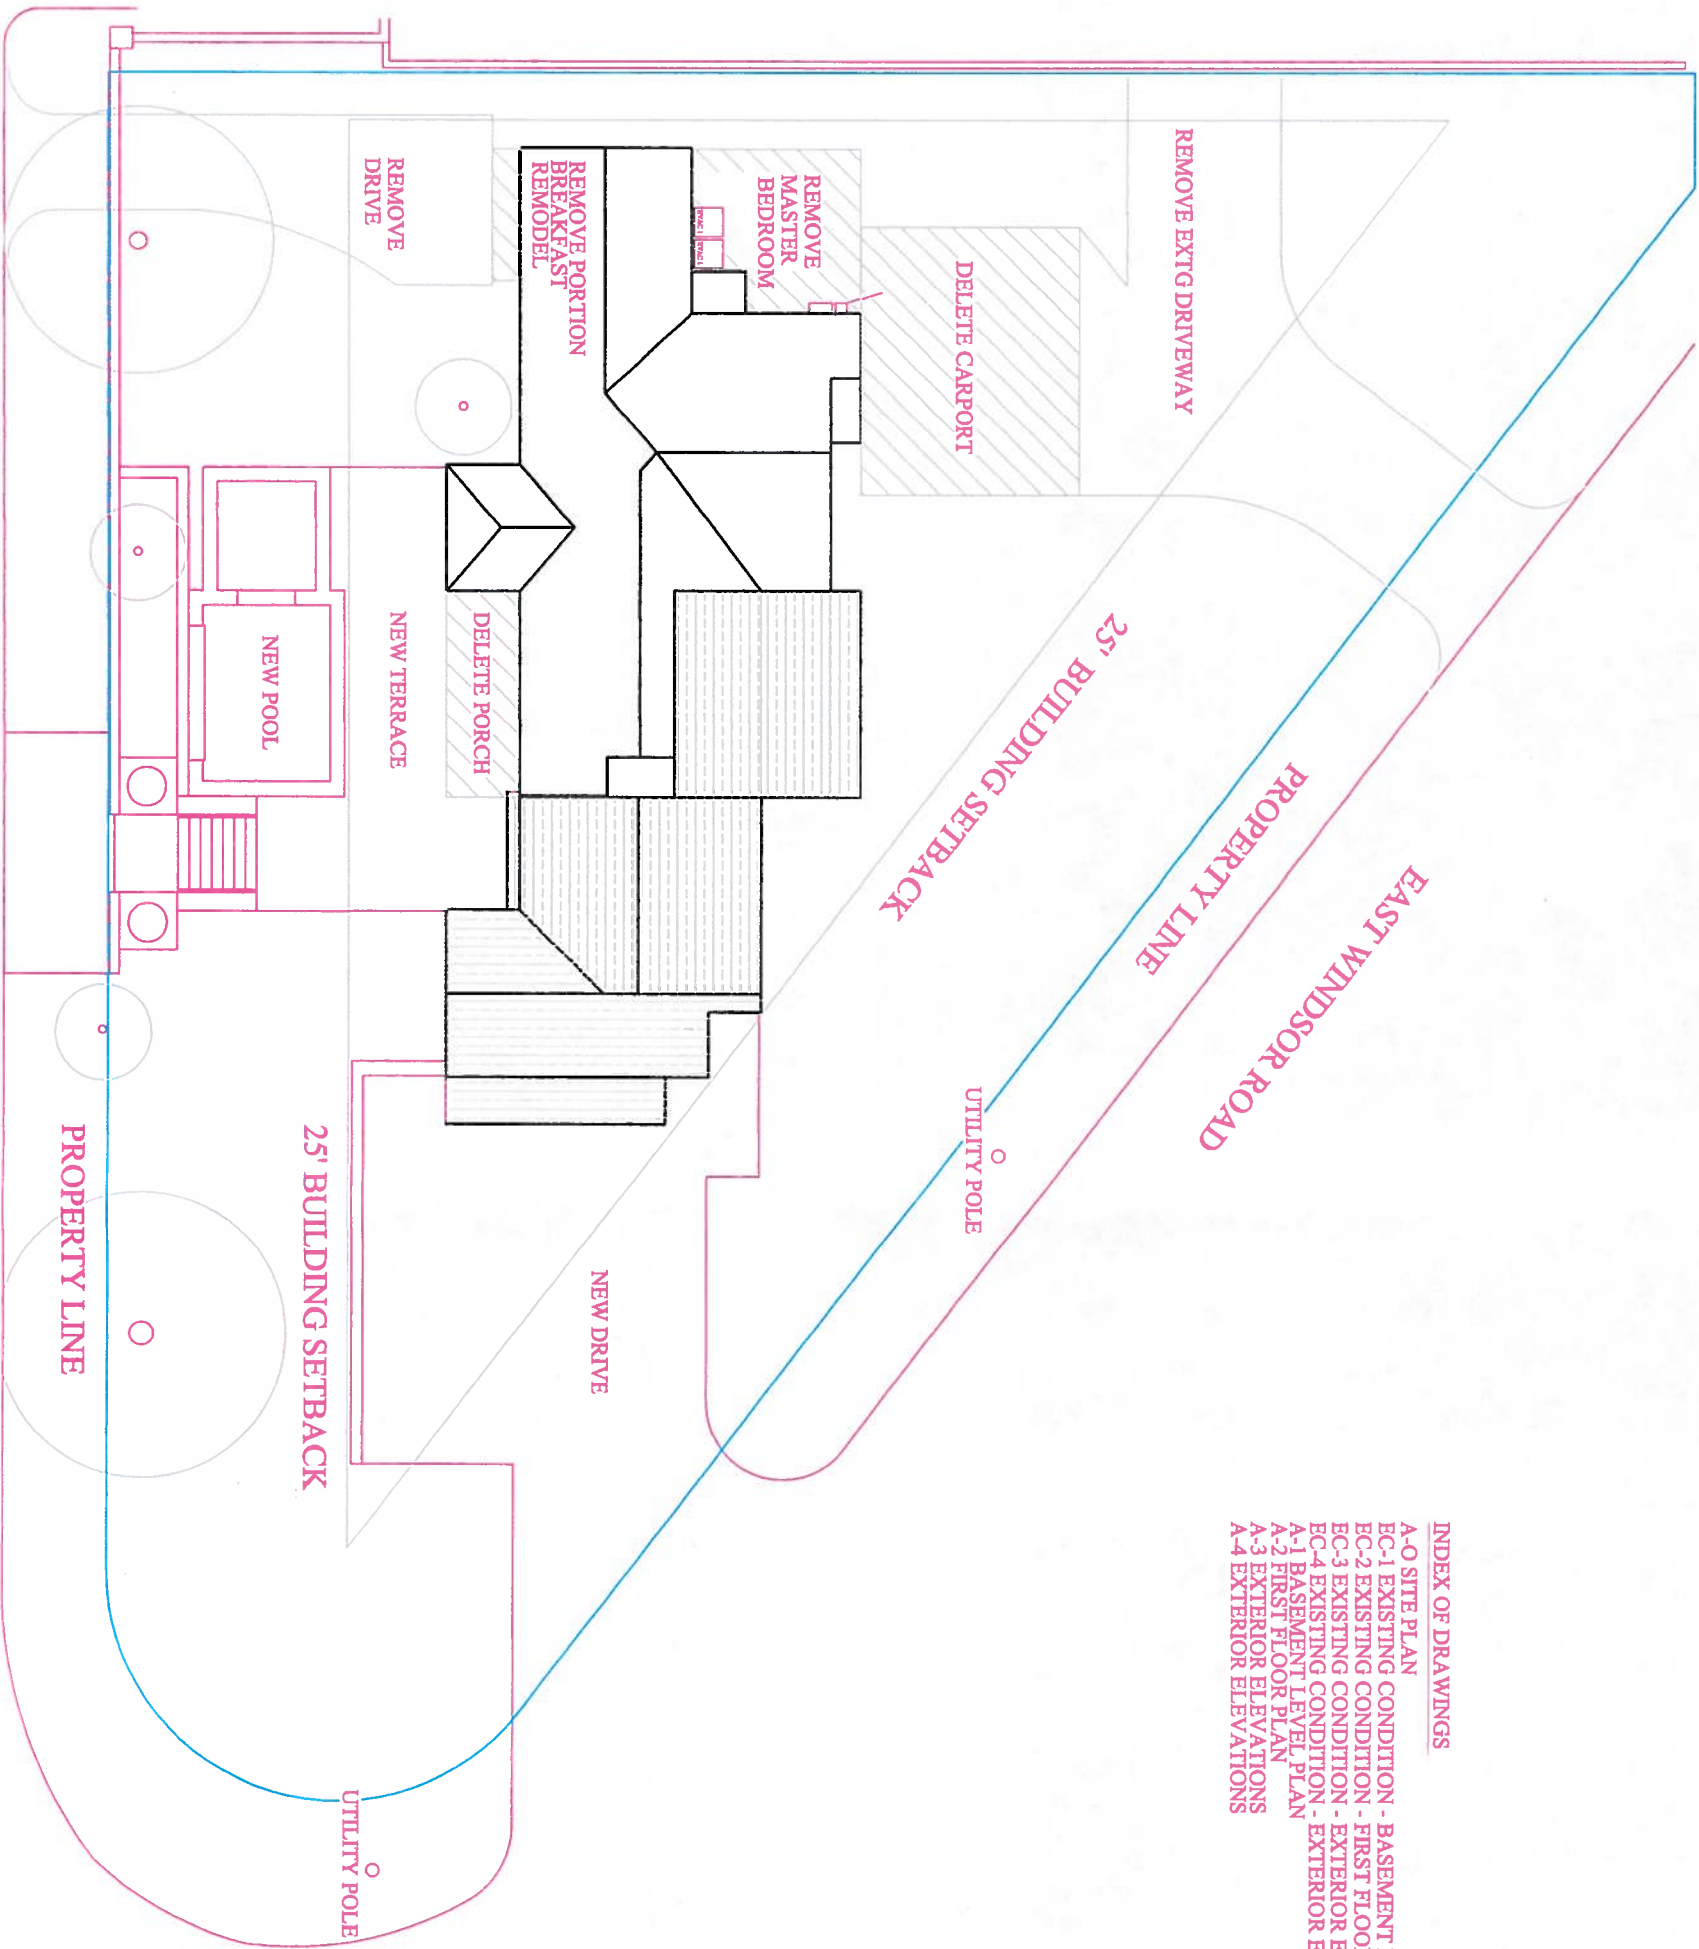 REMOVE EXTG DRIVEWAY
DELETE CARPORT
REMOVE
MASTER
BEDROOM
REMOVE PORTION
BREAKFAST
REMODEL
REMOVE
DRIVE
DELETE PORCH
NEW TERRACE
NEW POOL
25' BUILDING SETBACK
PROPERTY LINE
EAST WINDSOR ROAD
UTILITY POLE
NEW DRIVE
25' BUILDING SETBACK
PROPERTY LINE
UTILITY POLE
INDEX OF DRAWINGS
A-O SITE PLAN
EC-1 EXISTING CONDITION - BASEMENT
EC-2 EXISTING CONDITION - FIRST FLOO
EC-3 EXISTING CONDITION - EXTERIOR E
EC-4 EXISTING CONDITION - EXTERIOR E
A-1 BASEMENT LEVEL PLAN
A-2 FIRST FLOOR PLAN
A-3 EXTERIOR ELEVATIONS
A-4 EXTERIOR ELEVATIONS